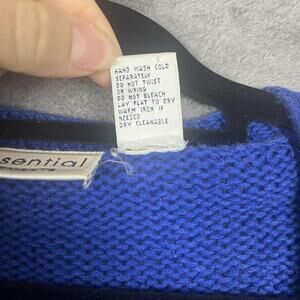 HAND WASH COLD
SEPARATELY
DO NOT TWIST
OR WRING
DO NOT BLEACH
LAY FLAT TO DRY
WARM IRON IF
NEEDED
DRY CLEANABLE
sential